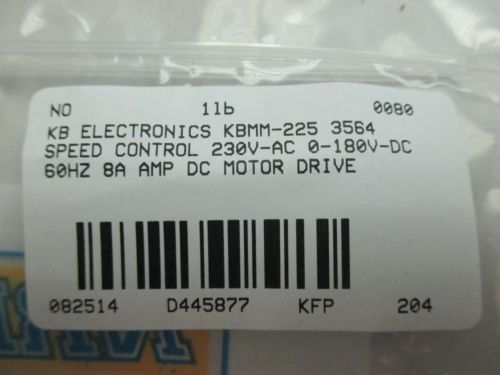 NO 1lb 0080
KB ELECTRONICS KBMM-225 3564
SPEED CONTROL 230V-AC 0-180V-DC
60HZ 8A AMP DC MOTOR DRIVE
082514 D445877 KFP 204